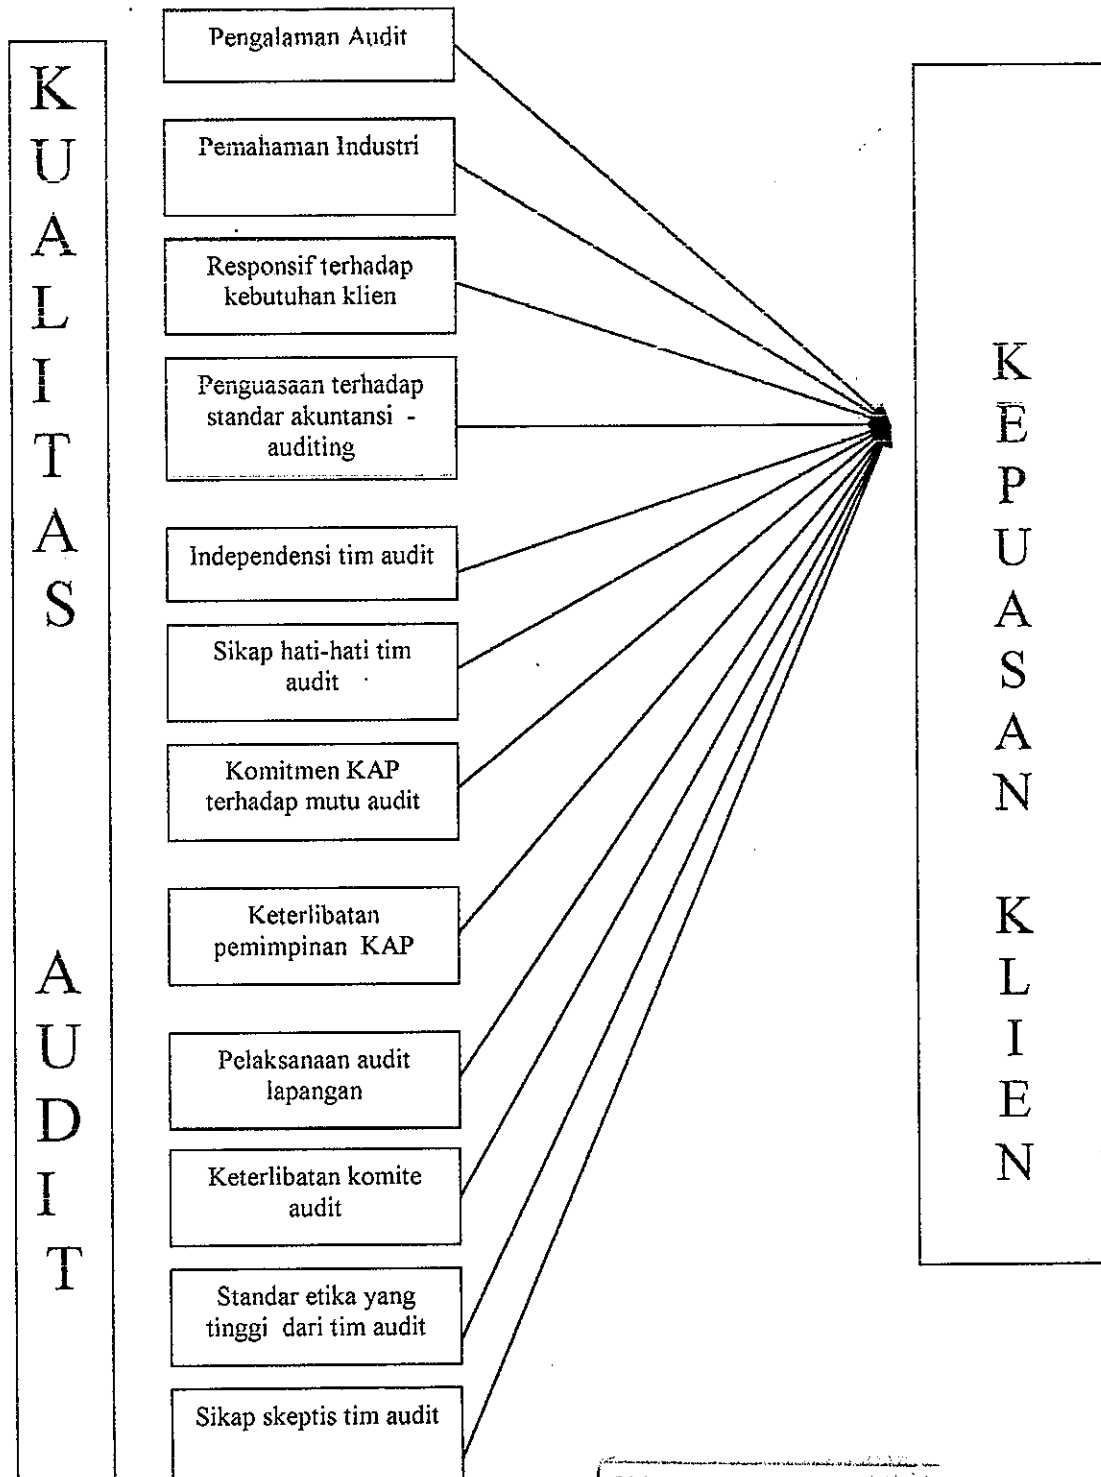 KUALITAS AUDIT
Pengalaman Audit
Pemahaman Industri
Responsif terhadap
kebutuhan klien
Penguasaan terhadap
standar akuntansi -
auditing
Independensi tim audit
Sikap hati-hati tim
audit
Komitmen KAP
terhadap mutu audit
Keterlibatan
pemimpinan KAP
Pelaksanaan audit
lapangan
Keterlibatan komite
audit
Standar etika yang
tinggi dari tim audit
Sikap skeptis tim audit
KEPUASAN KLIEN